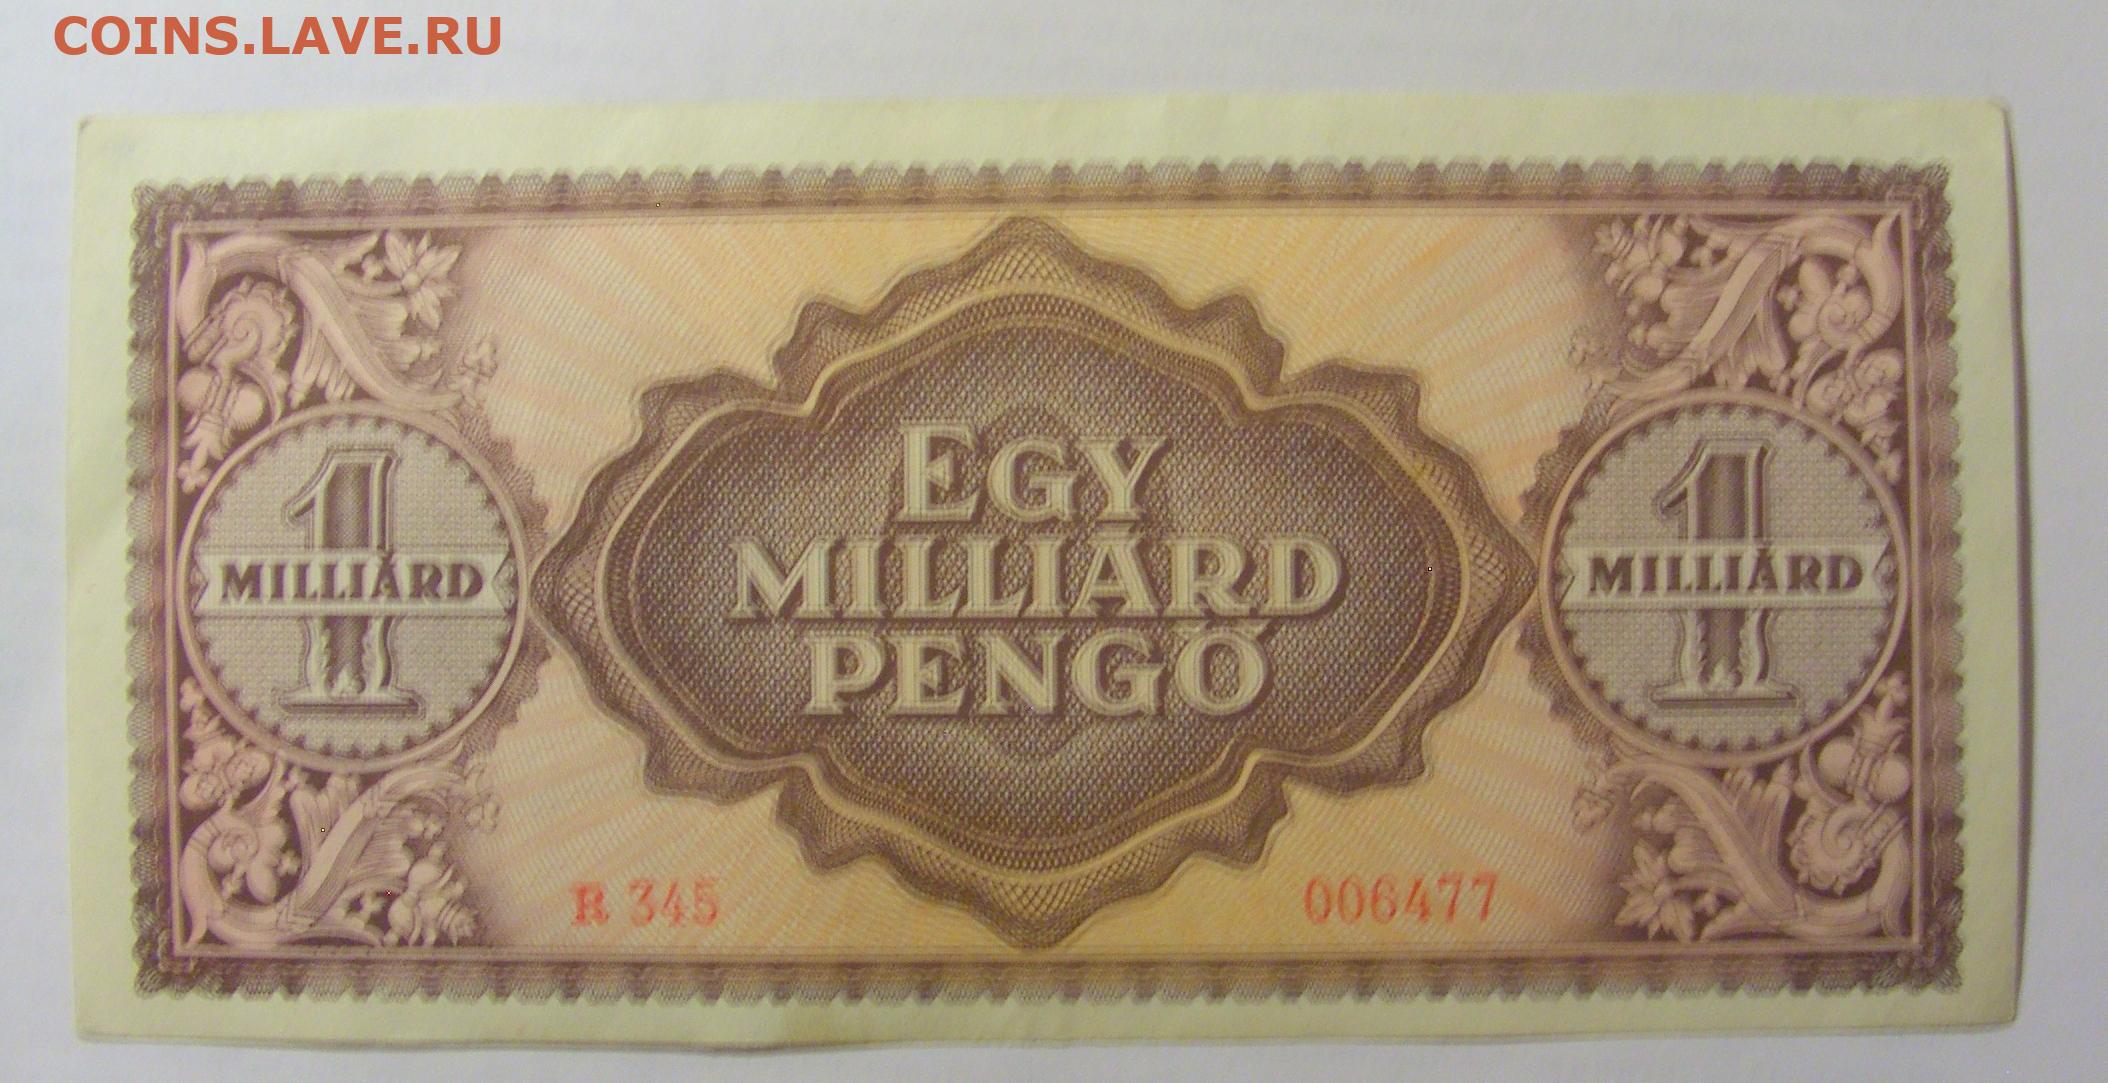 COINS.LAVE.RU
EGY
MILLIÁRD
PENGŐ
1
MILLIÁRD
1
MILLIÁRD
R 345
006477